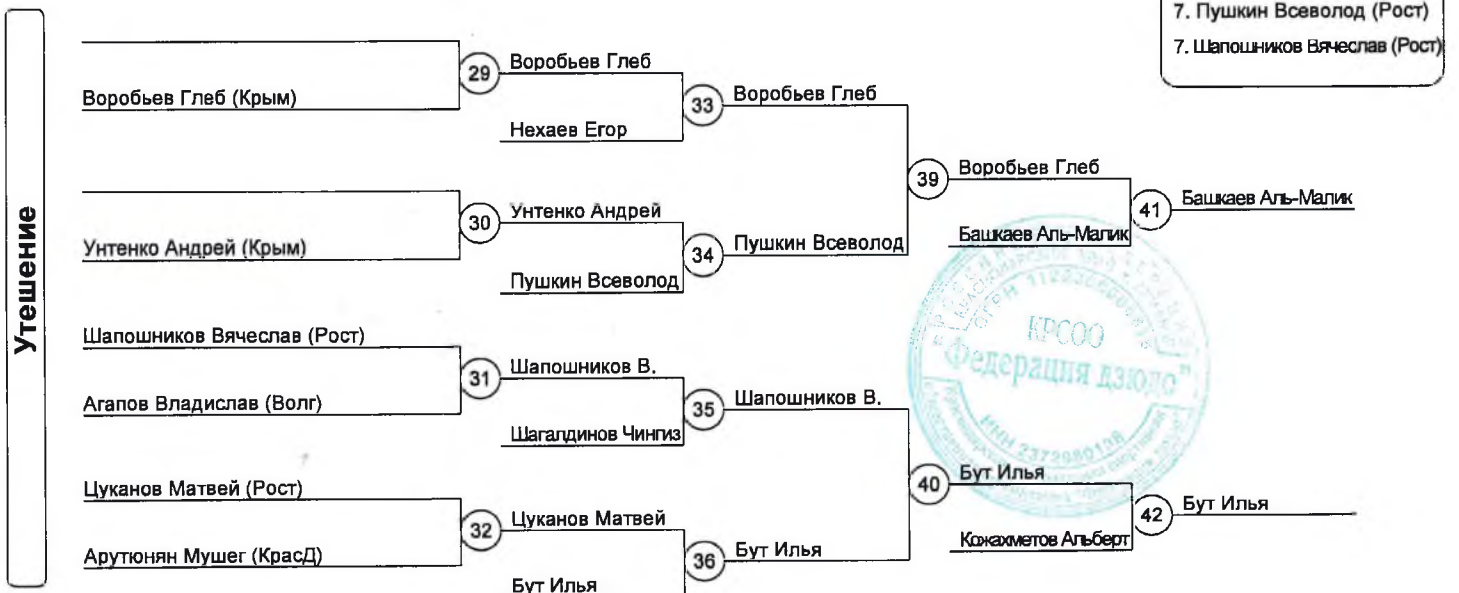 7. Пушкин Всеволод (Рост)
7. Шапошников Вячеслав (Рост)
Утешение
Воробьев Глеб (Крым)
29
Воробьев Глеб
Нехаев Егор
33
Воробьев Глеб
Унтенко Андрей (Крым)
30
Унтенко Андрей
Пушкин Всеволод
34
Пушкин Всеволод
39
Воробьев Глеб
Башкаев Аль-Малик
41
Башкаев Аль-Малик
Шапошников Вячеслав (Рост)
Агапов Владислав (Волг)
31
Шапошников В.
Шагалдинов Чингиз
35
Шапошников В.
Цуканов Матвей (Рост)
Арутюнян Мушег (КрасД)
32
Цуканов Матвей
Бут Илья
36
Бут Илья
40
Бут Илья
Кожахметов Альберт
42
Бут Илья
КРСОО
Федерация дзюдо"